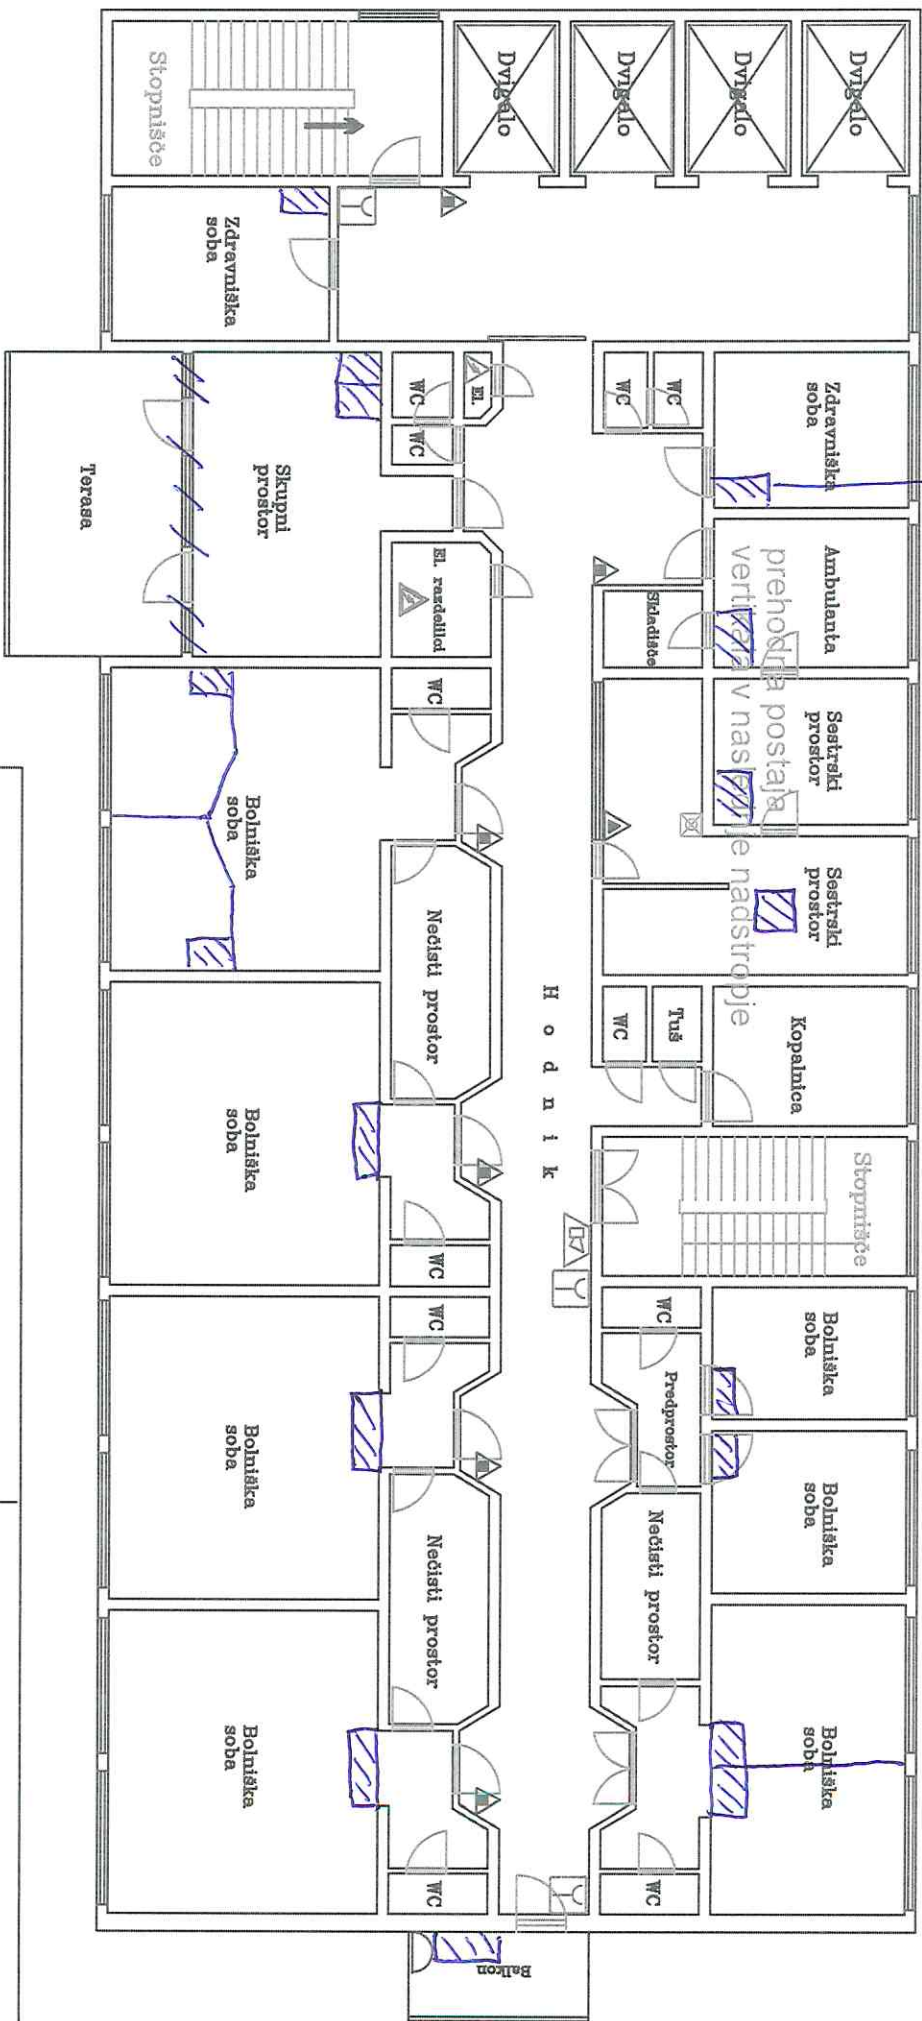 Dvigalo
Dvigalo
Dvigalo
Dvigalo
Stopnišče
Zdravniška
soba
Zdravniška
soba
Ambulanta
Sestrski
prostor
Sestrski
prostor
Kopalnica
Stopnišče
Bolniška
soba
Bolniška
soba
Bolniška
soba
prehodna postaja
vertikala v naslednje nadstropje
WC
WC
Skladišče
Tuš
WC
WC
Predprostor
Nečisti prostor
WC
H o d n i k
El.
WC
WC
El. razdelilci
WC
Nečisti prostor
WC
WC
Nečisti prostor
WC
Balkon
Skupni
prostor
Terasa
Bolniška
soba
Bolniška
soba
Bolniška
soba
Bolniška
soba